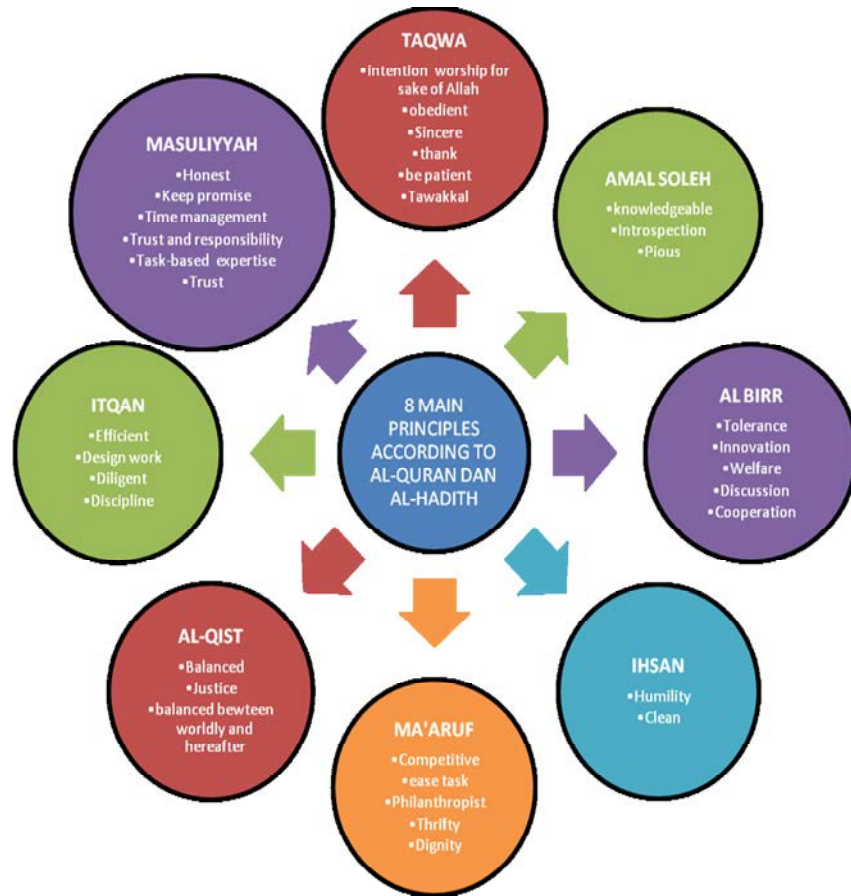 TAQWA
•intention worship for
sake of Allah
•obedient
•Sincere
•thank
•be patient
•Tawakkal
AMAL SOLEH
•knowledgeable
•Introspection
•Pious
AL BIRR
•Tolerance
•Innovation
•Welfare
•Discussion
•Cooperation
IHSAN
•Humility
•Clean
MA'ARUF
•Competitive
•ease task
•Philanthropist
•Thrifty
•Dignity
AL-QIST
•Balanced
•Justice
•balanced bewteen
worldly and
hereafter
ITQAN
•Efficient
•Design work
•Diligent
•Discipline
MASULIYYAH
•Honest
•Keep promise
•Time management
•Trust and responsibility
•Task-based expertise
•Trust
8 MAIN
PRINCIPLES
ACCORDING TO
AL-QURAN DAN
AL-HADITH